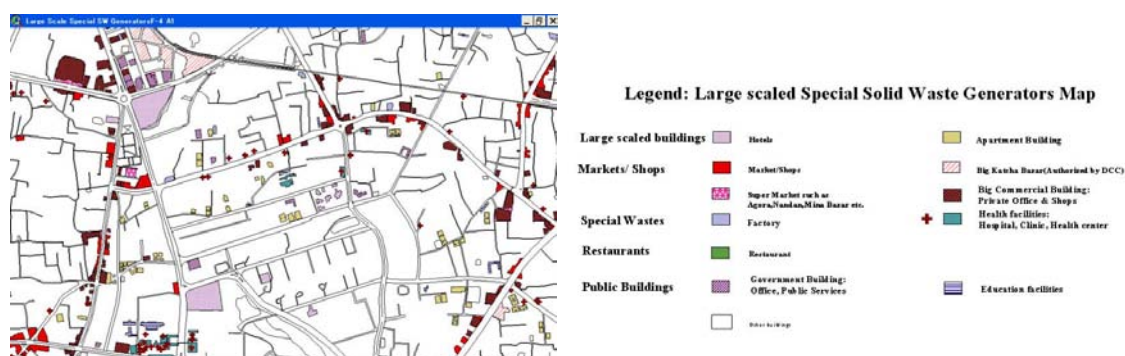 Large Scale Special SW GeneratorsF-4 A1
Legend: Large scaled Special Solid Waste Generators Map
Large scaled buildings
Hotels
Apartment Building
Markets/ Shops
Market/Shops
Big Katcha Bazar(Authorized by DCC)
Super Market such as
Agora,Nandan,Mina Bazar etc.
Big Commercial Building:
Private Office & Shops
Special Wastes
Factory
Health facilities:
Hospital, Clinic, Health center
Restaurants
Restaurant
Public Buildings
Government Building:
Office, Public Services
Education facilities
Other buildings